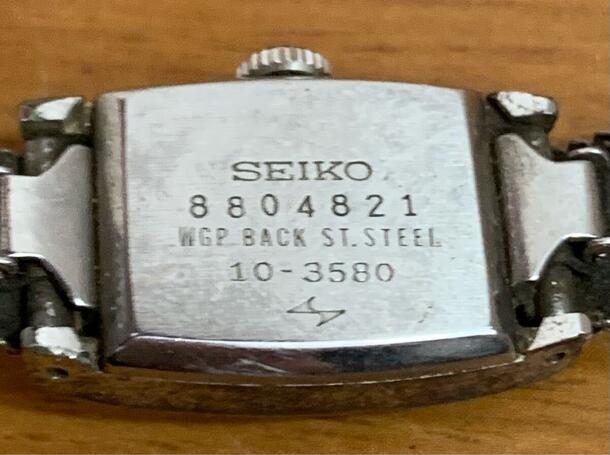 SEIKO
8804821
WGP BACK ST.STEEL
10-3580